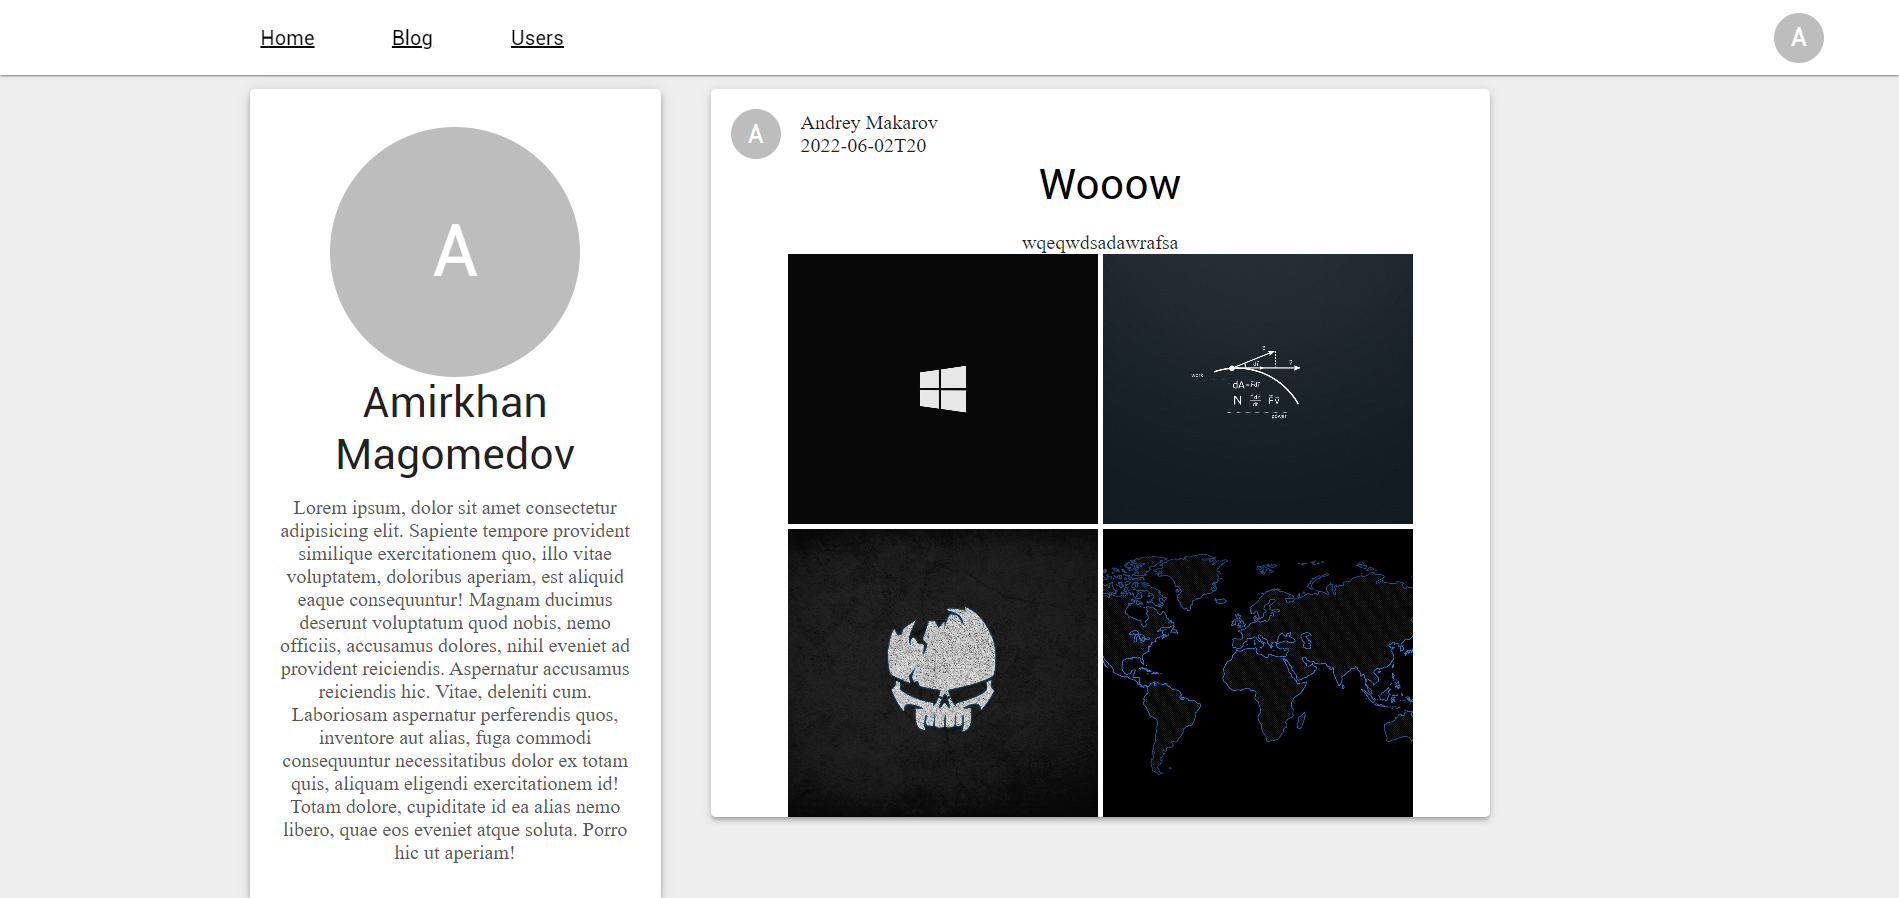 Home Blog Users A
A
Amirkhan
Magomedov
Lorem ipsum, dolor sit amet consectetur
adipisicing elit. Sapiente tempore provident
similique exercitationem quo, illo vitae
voluptatem, doloribus aperiam, est aliquid
eaque consequuntur! Magnam ducimus
deserunt voluptatum quod nobis, nemo
officiis, accusamus dolores, nihil eveniet ad
provident reiciendis. Aspernatur accusamus
reiciendis hic. Vitae, deleniti cum.
Laboriosam aspernatur perferendis quos,
inventore aut alias, fuga commodi
consequuntur necessitatibus dolor ex totam
quis, aliquam eligendi exercitationem id!
Totam dolore, cupiditate id ea alias nemo
libero, quae eos eveniet atque soluta. Porro
hic ut aperiam!
A
Andrey Makarov
2022-06-02T20
Wooow
wqeqwdsadawrafsa
work
dA=Fdr
N
power